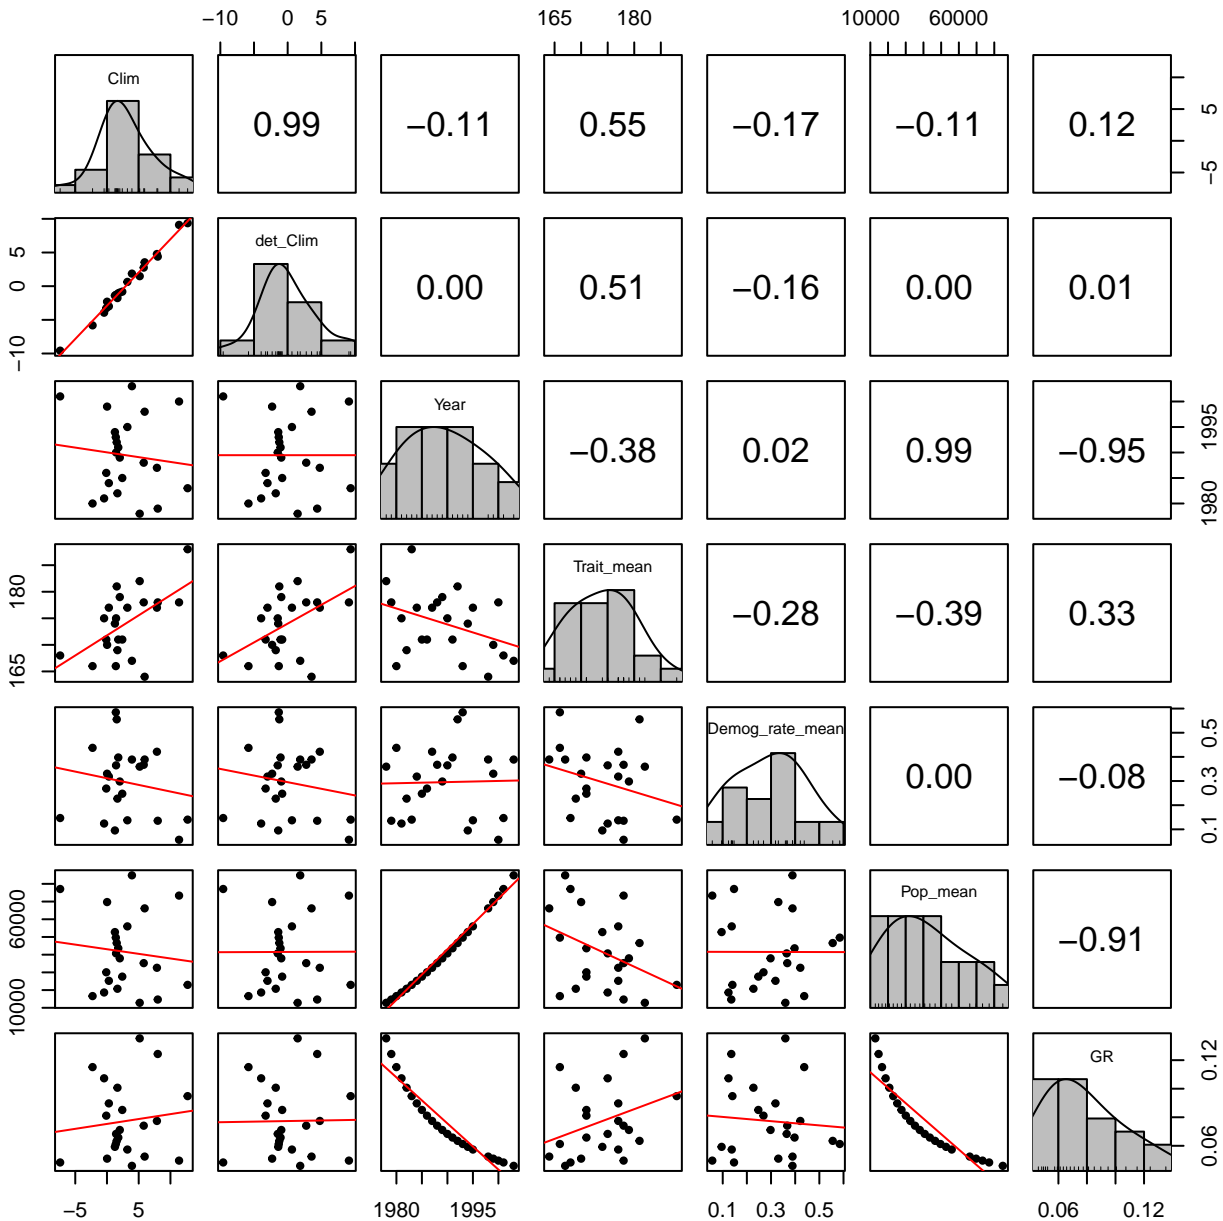 −10 0 5 165 180 10000 60000
Clim
0.99 −0.11 0.55 −0.17 −0.11 0.12
−5 5
−10 0 5
det_Clim
0.00 0.51 −0.16 0.00 0.01
Year
−0.38 0.02 0.99 −0.95
1980 1995
165 180
Trait_mean
−0.28 −0.39 0.33
Demog_rate_mean
0.00 −0.08
0.1 0.3 0.5
10000 60000
Pop_mean
−0.91
GR
0.06 0.12
−5 5 1980 1995 0.1 0.3 0.5 0.06 0.12